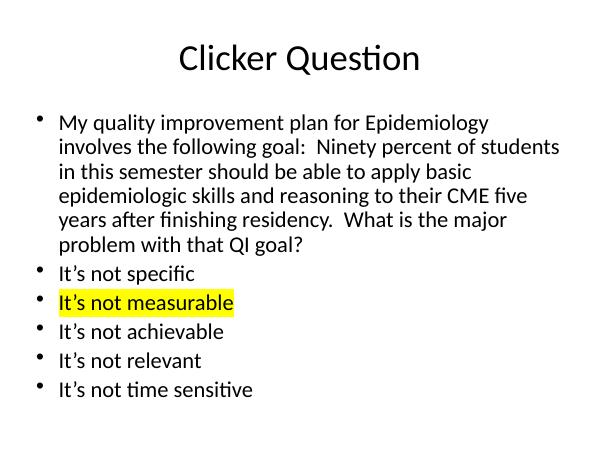 Clicker Question
• My quality improvement plan for Epidemiology
involves the following goal:  Ninety percent of students
in this semester should be able to apply basic
epidemiologic skills and reasoning to their CME five
years after finishing residency.  What is the major
problem with that QI goal?
• It’s not specific
• It’s not measurable
• It’s not achievable
• It’s not relevant
• It’s not time sensitive